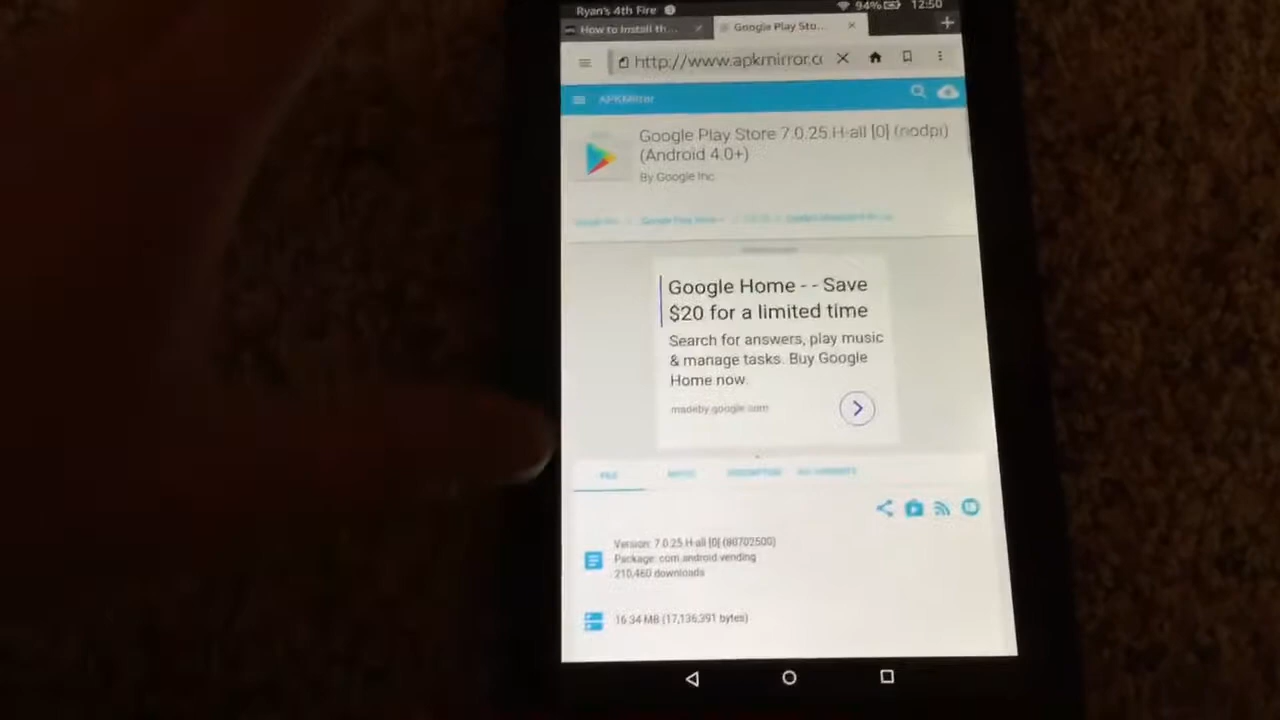 Ryan's 4th Fire
94% 12:50
How to Install th...
Google Play Sto...
http://www.apkmirror.c
APKMirror
Google Play Store 7.0.25.H-all [0] (nodpi)
(Android 4.0+)
By Google Inc.
Google Home - - Save
$20 for a limited time
Search for answers, play music
& manage tasks. Buy Google
Home now.
madeby.google.com
FILE
DESCRIPTION
Version: 7.0.25.H-all [0] (80702500)
Package: com.android.vending
210,460 downloads
16.34 MB (17,136,391 bytes)